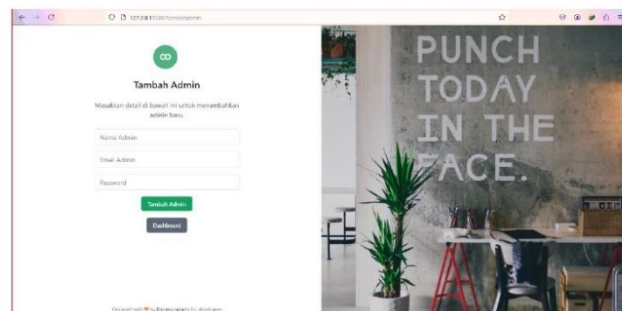 Tambah Admin
Masukkan detail di bawah ini untuk menambahkan
admin baru.
Nama Admin
Email Admin
Password
Tambah Admin
Dashboard
PUNCH
TODAY
IN THE
FACE.